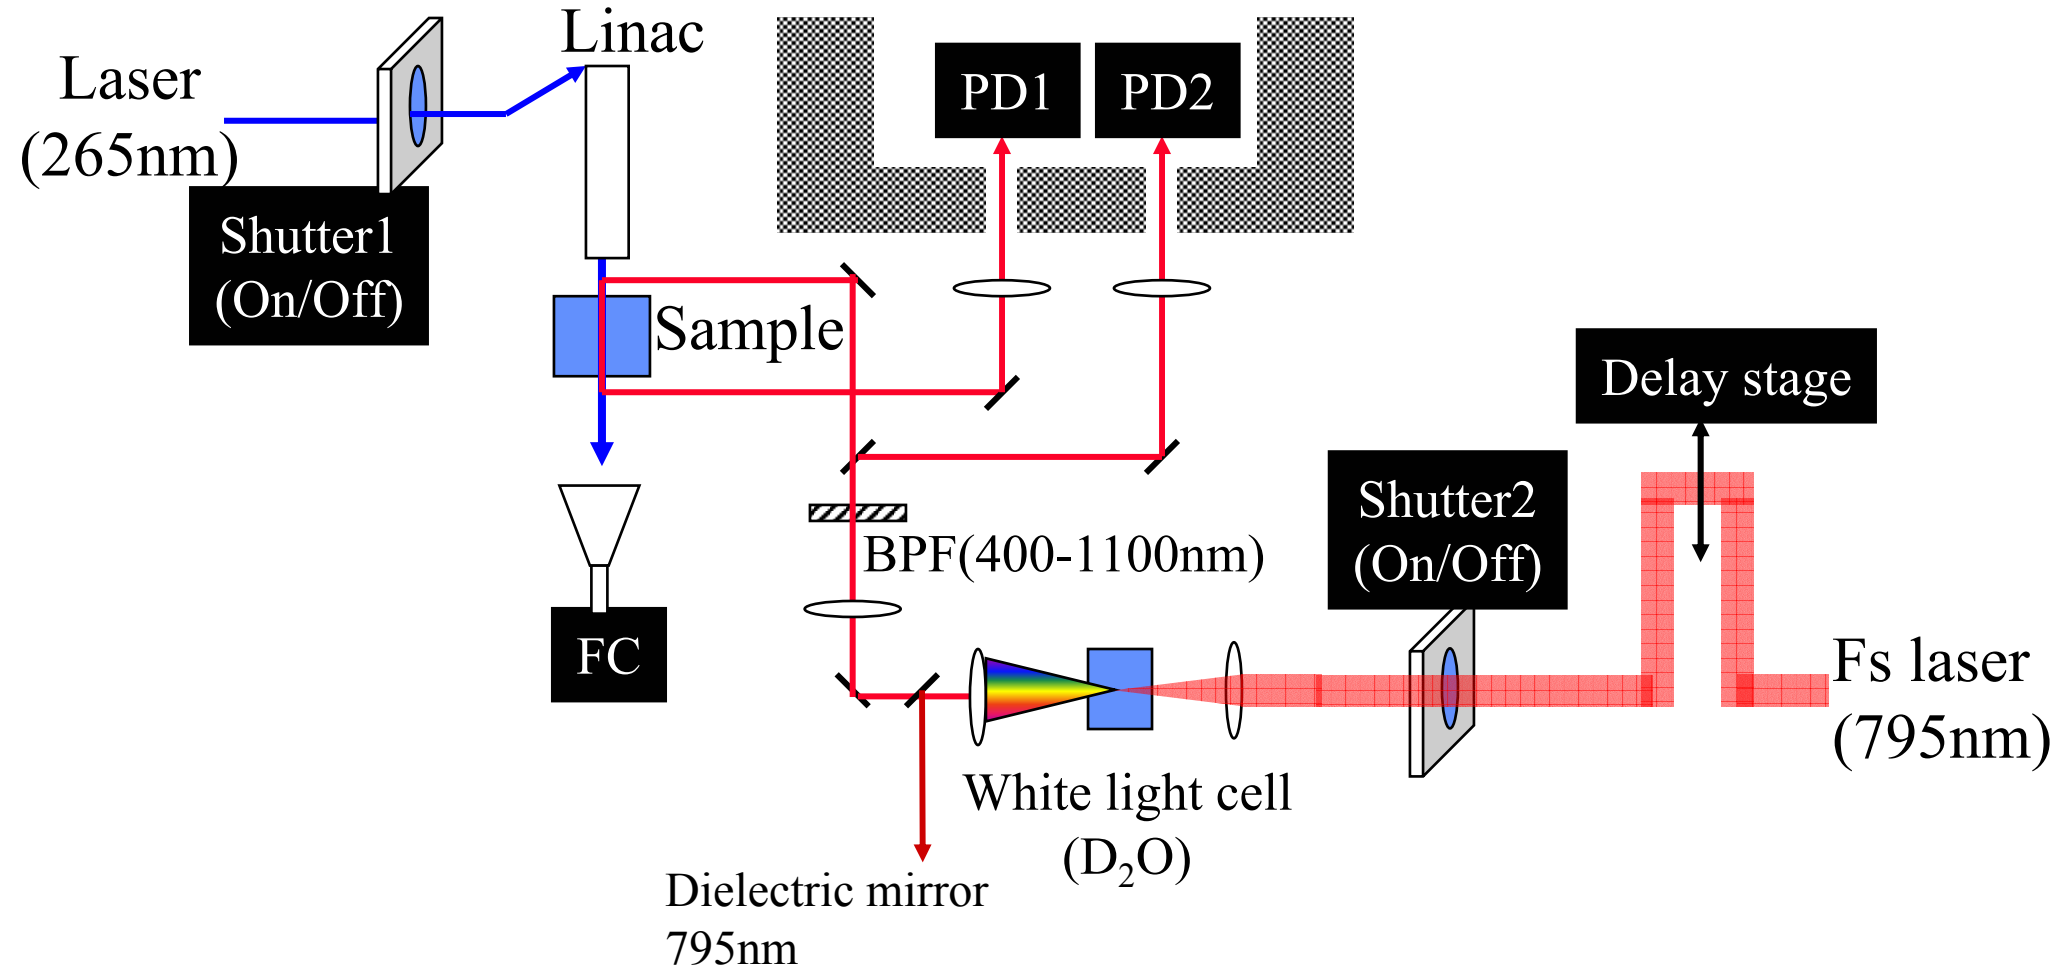 Linac
Laser
(265nm)
PD1
PD2
Shutter1
(On/Off)
Sample
Delay stage
Shutter2
(On/Off)
BPF(400-1100nm)
FC
Fs laser
(795nm)
White light cell
(D₂O)
Dielectric mirror
795nm